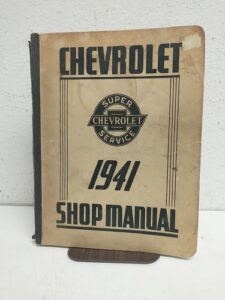 CHEVROLET
SUPER
CHEVROLET
SERVICE
1941
SHOP MANUAL